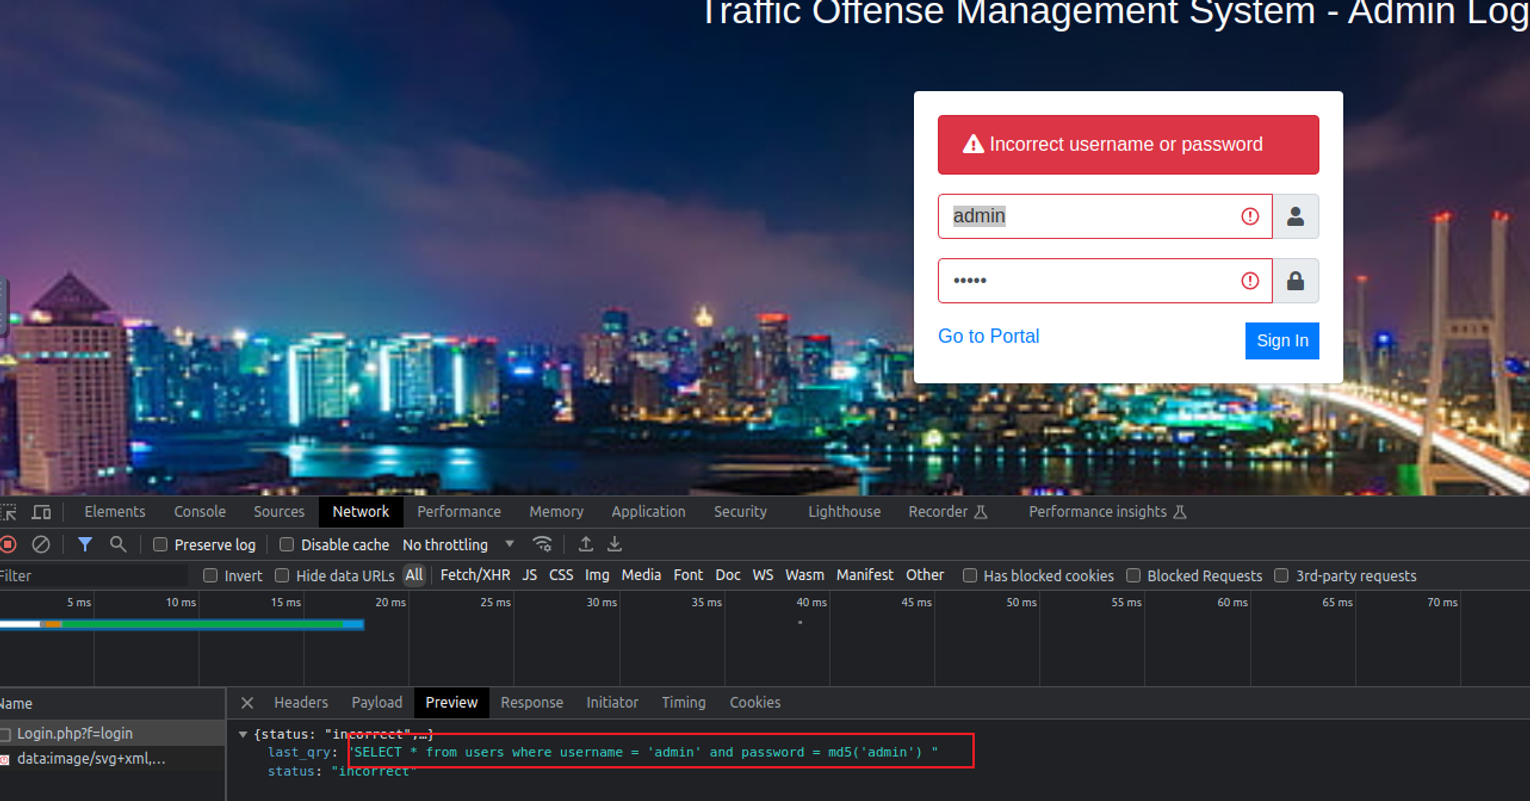 Traffic Offense Management System - Admin Log
Incorrect username or password
admin
•••••
Go to Portal
Sign In
Elements Console Sources Network Performance Memory Application Security Lighthouse Recorder Performance insights
Preserve log Disable cache No throttling
Filter Invert Hide data URLs All Fetch/XHR JS CSS Img Media Font Doc WS Wasm Manifest Other Has blocked cookies Blocked Requests 3rd-party requests
5 ms 10 ms 15 ms 20 ms 25 ms 30 ms 35 ms 40 ms 45 ms 50 ms 55 ms 60 ms 65 ms 70 ms
Name Headers Payload Preview Response Initiator Timing Cookies
Login.php?f=login
data:image/svg+xml,...
{status: "incorrect",…}
last_qry: "SELECT * from users where username = 'admin' and password = md5('admin') "
status: "incorrect"